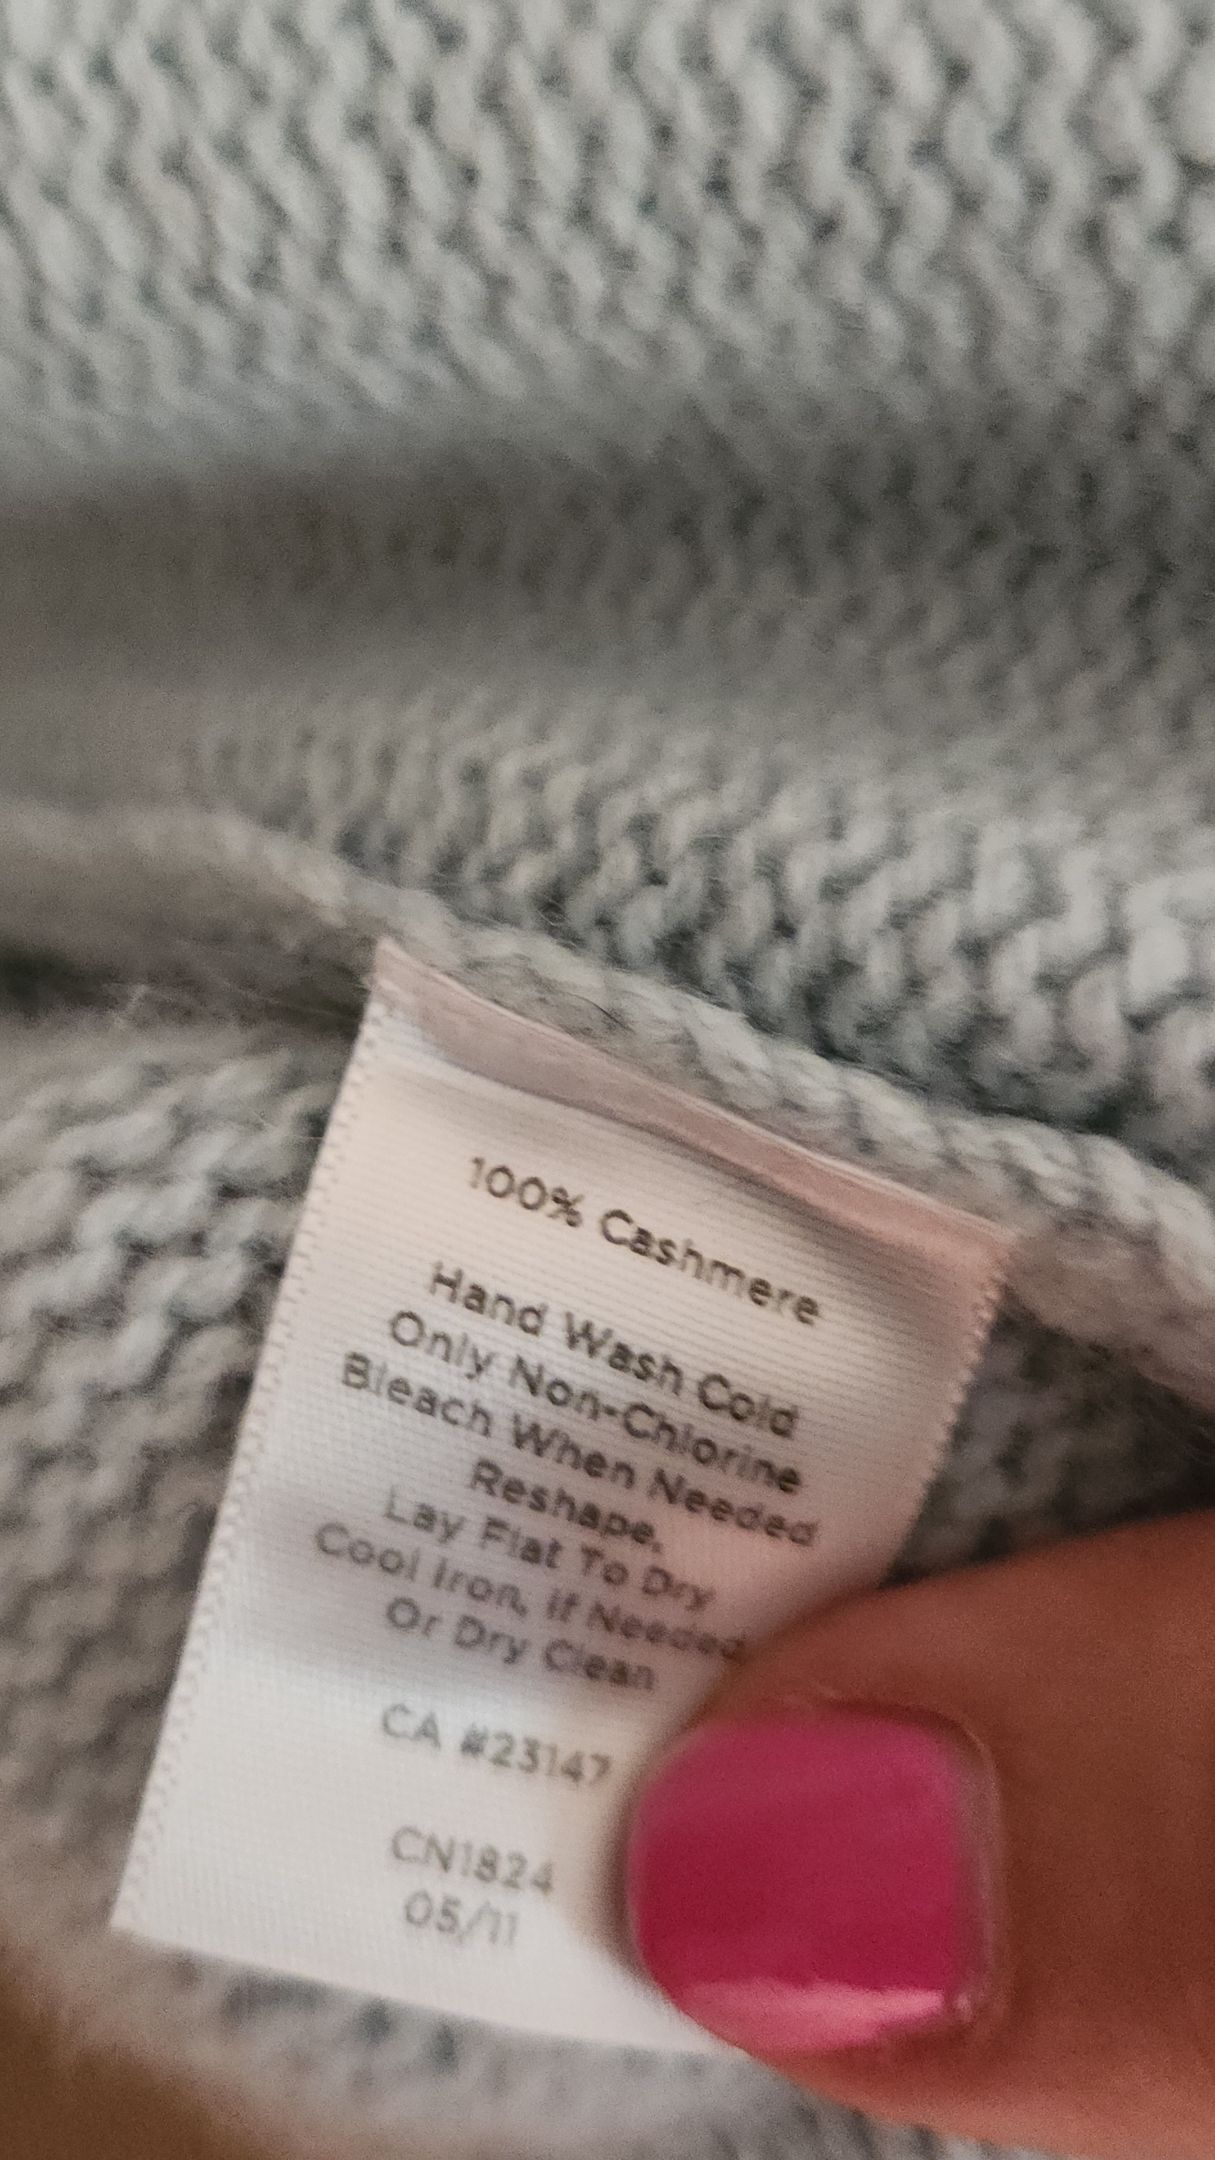 100% Cashmere
Hand Wash Cold
Only Non-Chlorine
Bleach When Needed
Reshape,
Lay Flat To Dry
Cool Iron, if Needed
Or Dry Clean
CA #23147
CN1824
05/11